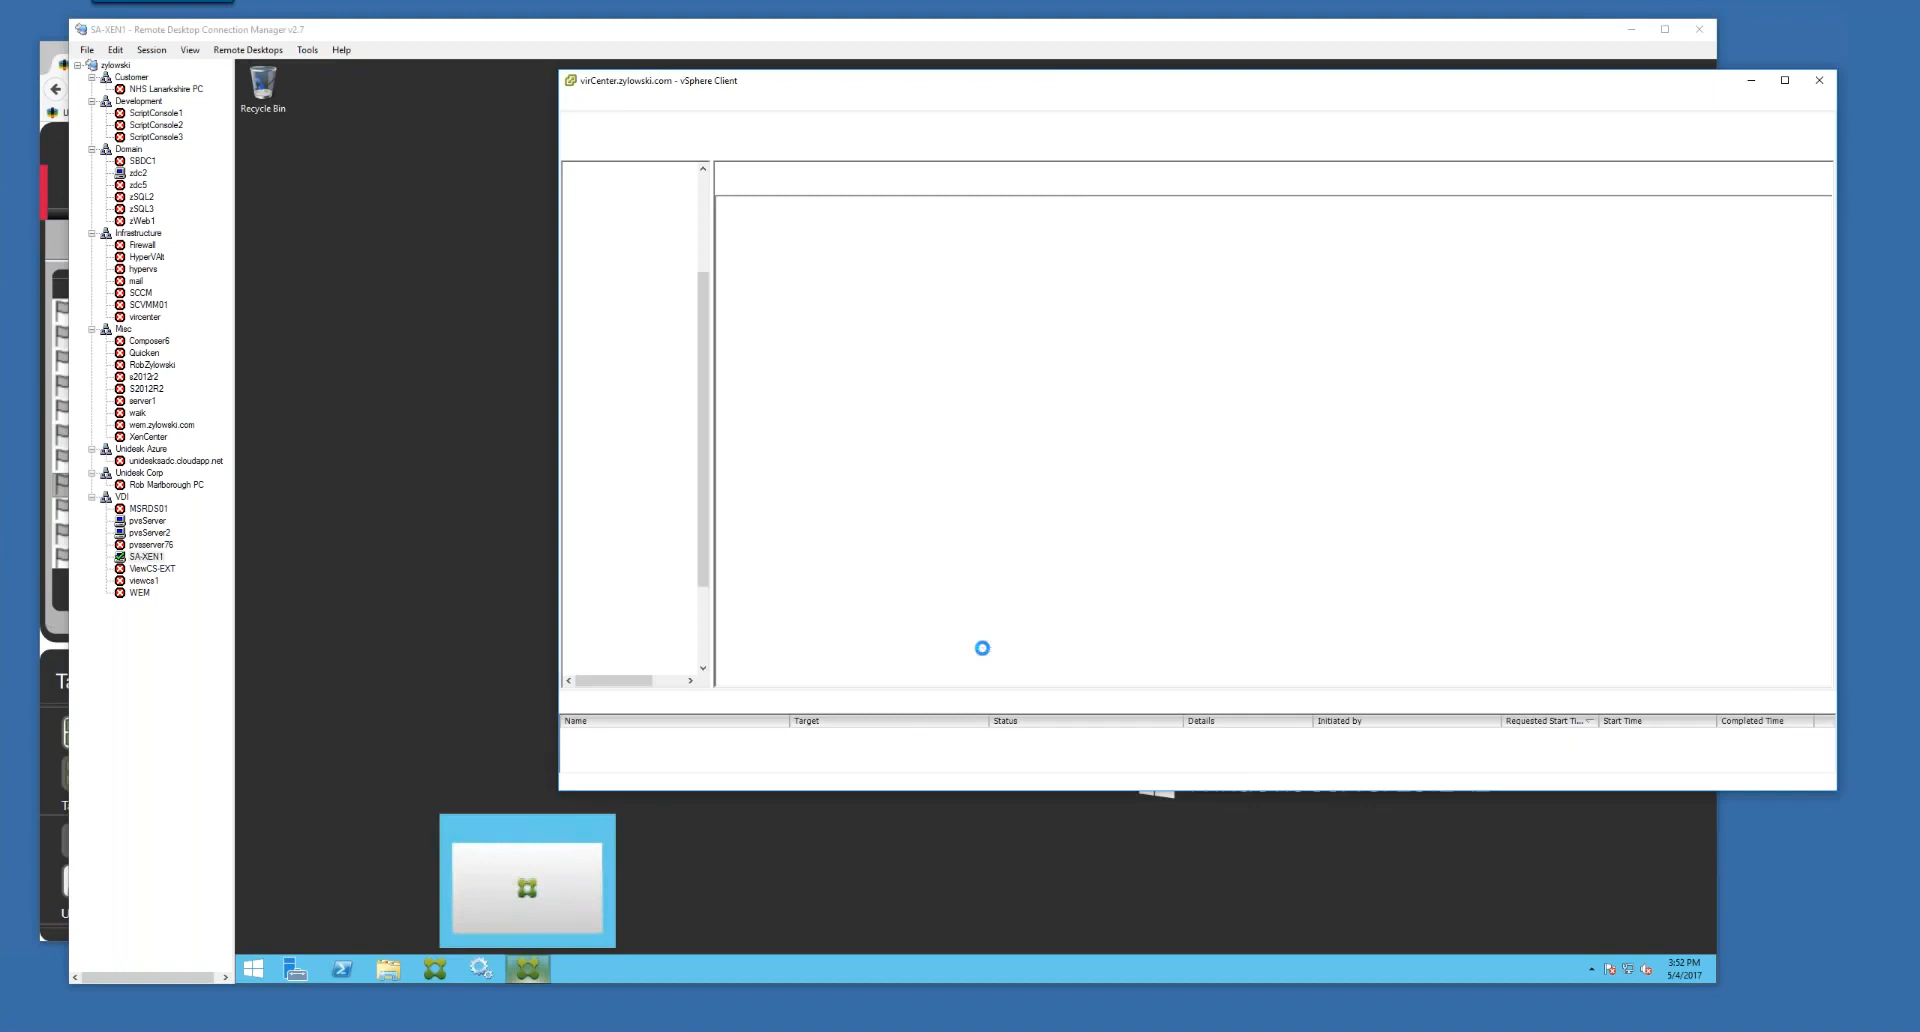 SA-XEN1 - Remote Desktop Connection Manager v2.7
File Edit Session View Remote Desktops Tools Help
zylowski
Customer
NHS Lanarkshire PC
Development
ScriptConsole1
ScriptConsole2
ScriptConsole3
Domain
SBDC1
zdc2
zdc5
zSQL2
zSQL3
zWeb1
Infrastructure
Firewall
HyperVAlt
hypervs
mail
SCCM
SCVMM01
vircenter
Misc
Composer6
Quicken
RobZylowski
s2012r2
S2012R2
server1
waik
wem.zylowski.com
XenCenter
Unidesk Azure
unidesksadc.cloudapp.net
Unidesk Corp
Rob Marlborough PC
VDI
MSRDS01
pvsServer
pvsServer2
pvsserver76
SA-XEN1
ViewCS-EXT
viewcs1
WEM
Recycle Bin
virCenter.zylowski.com - vSphere Client
Name Target Status Details Initiated by Requested Start Ti... Start Time Completed Time
3:52 PM
5/4/2017